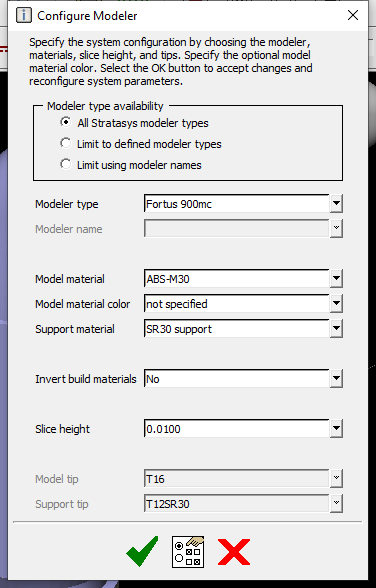 Configure Modeler
Specify the system configuration by choosing the modeler,
materials, slice height, and tips. Specify the optional model
material color. Select the OK button to accept changes and
reconfigure system parameters.
Modeler type availability
All Stratasys modeler types
Limit to defined modeler types
Limit using modeler names
Modeler type Fortus 900mc
Modeler name
Model material ABS-M30
Model material color not specified
Support material SR30 support
Invert build materials No
Slice height 0.0100
Model tip T16
Support tip T12SR30